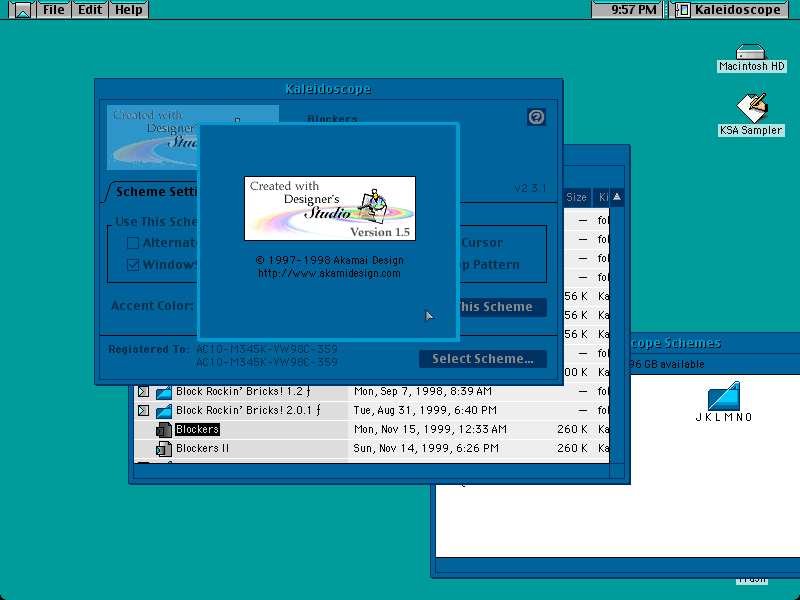 File Edit Help 9:57 PM Kaleidoscope
Macintosh HD
KSA Sampler
Kaleidoscope
Created with
Designer's
Blockers
v2.3.1
Scheme Setti
Use This Sche
Alternat
Window
Cursor
p Pattern
Accent Color:
his Scheme
Registered To: AC10-M345K-YW98C-359
AC10-M345K-YW98C-359
Select Scheme...
Created with
Designer's
Studio
Version 1.5
© 1997-1998 Akamai Design
http://www.akamidesign.com
Size Ki
— fol
— fol
— fol
— fol
56 K Ka
56 K Ka
56 K Ka
— fol
00 K Ka
Block Rockin' Bricks! 1.2 ƒ Mon, Sep 7, 1998, 8:39 AM — fol
Block Rockin' Bricks! 2.0.1 ƒ Tue, Aug 31, 1999, 6:40 PM — fol
Blockers Mon, Nov 15, 1999, 12:33 AM 260 K Ka
Blockers II Sun, Nov 14, 1999, 6:26 PM 260 K Ka
cope Schemes
96 GB available
J K L M N O